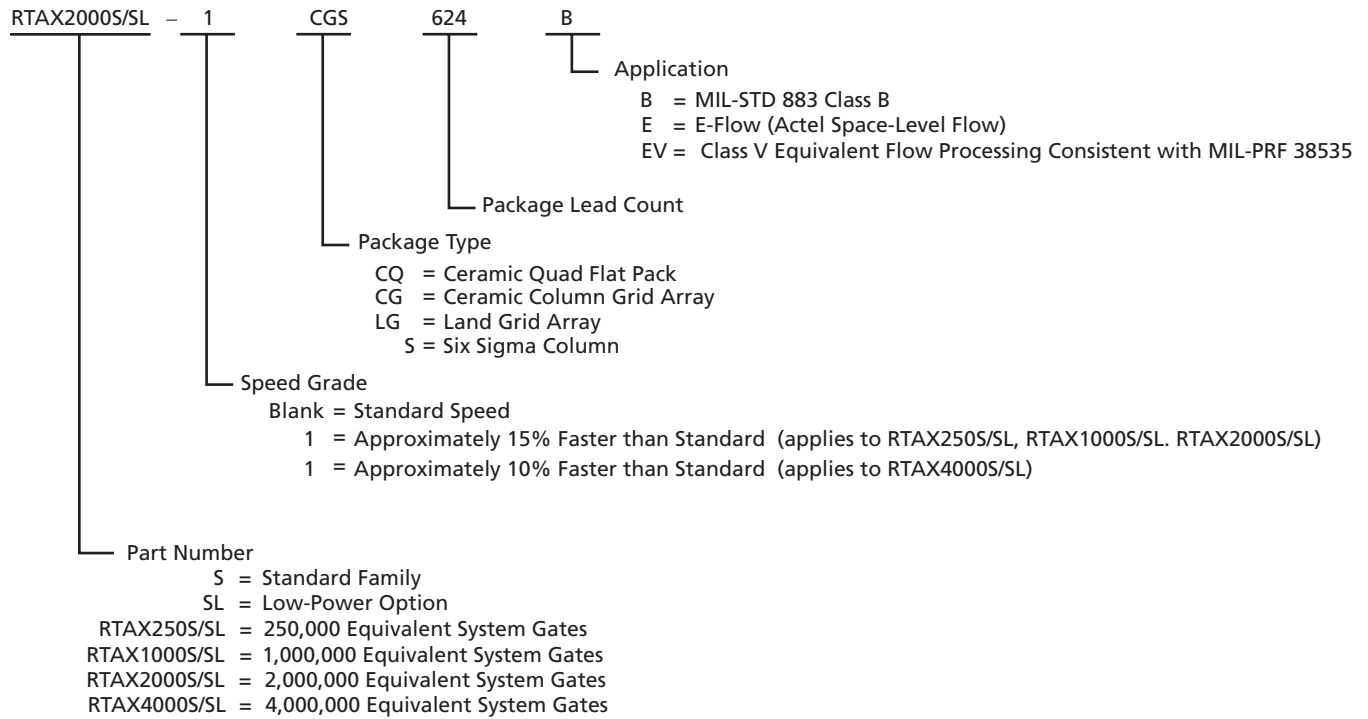 RTAX2000S/SL – 1 CGS 624 B
Application
B = MIL-STD 883 Class B
E = E-Flow (Actel Space-Level Flow)
EV = Class V Equivalent Flow Processing Consistent with MIL-PRF 38535
Package Lead Count
Package Type
CQ = Ceramic Quad Flat Pack
CG = Ceramic Column Grid Array
LG = Land Grid Array
S = Six Sigma Column
Speed Grade
Blank = Standard Speed
1 = Approximately 15% Faster than Standard (applies to RTAX250S/SL, RTAX1000S/SL. RTAX2000S/SL)
1 = Approximately 10% Faster than Standard (applies to RTAX4000S/SL)
Part Number
S = Standard Family
SL = Low-Power Option
RTAX250S/SL = 250,000 Equivalent System Gates
RTAX1000S/SL = 1,000,000 Equivalent System Gates
RTAX2000S/SL = 2,000,000 Equivalent System Gates
RTAX4000S/SL = 4,000,000 Equivalent System Gates